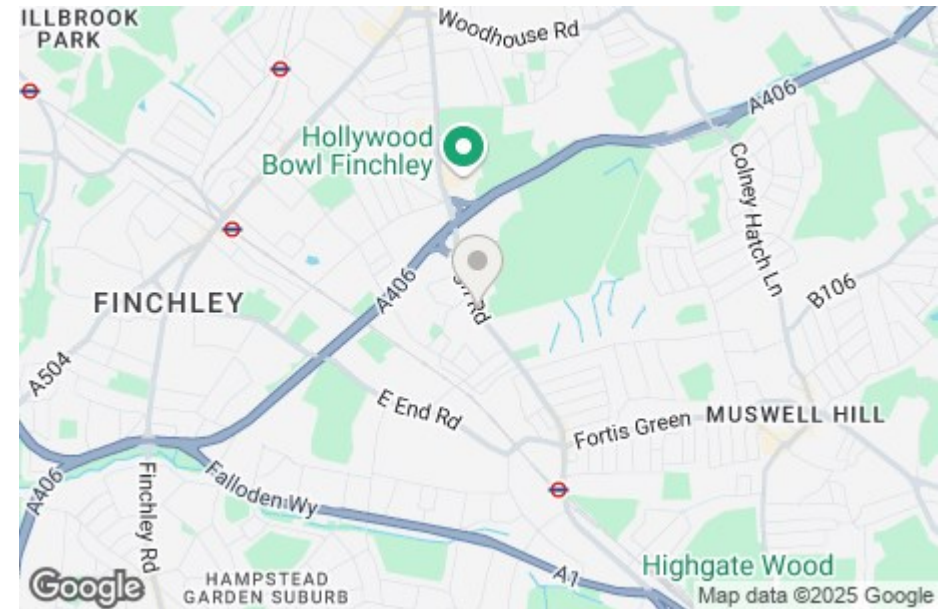 ILLBROOK
PARK
Woodhouse Rd
A406
Hollywood
Bowl Finchley
Colney Hatch Ln
B106
FINCHLEY
A406
Rd
A504
E End Rd
Fortis Green
MUSWELL HILL
A406
Finchley Rd
Falloden Wy
A1
Highgate Wood
HAMPSTEAD
GARDEN SUBURB
Google
Map data ©2025 Google